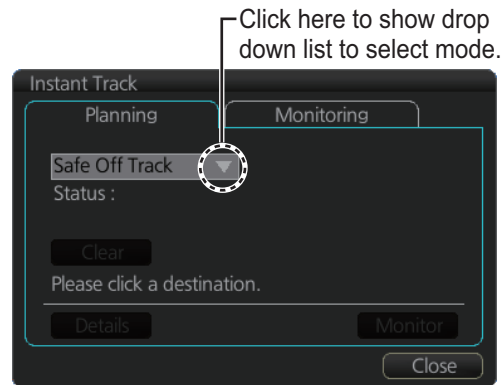 Click here to show drop
down list to select mode.
Instant Track
Planning
Monitoring
Safe Off Track
Status :
Clear
Please click a destination.
Details
Monitor
Close